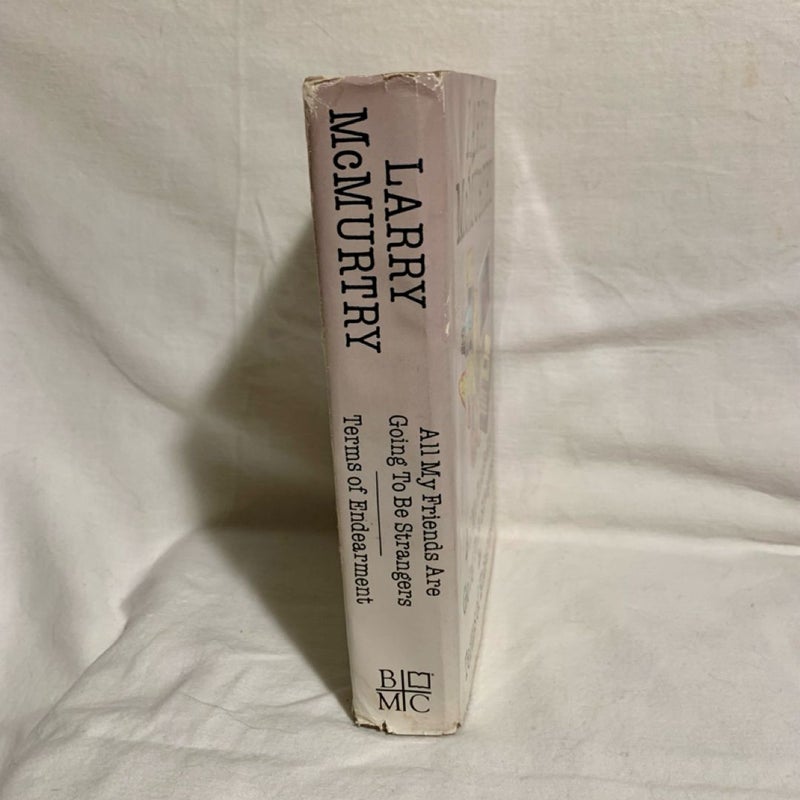 LARRY
McMURTRY
All My Friends Are
Going To Be Strangers
Terms of Endearment
B
M C